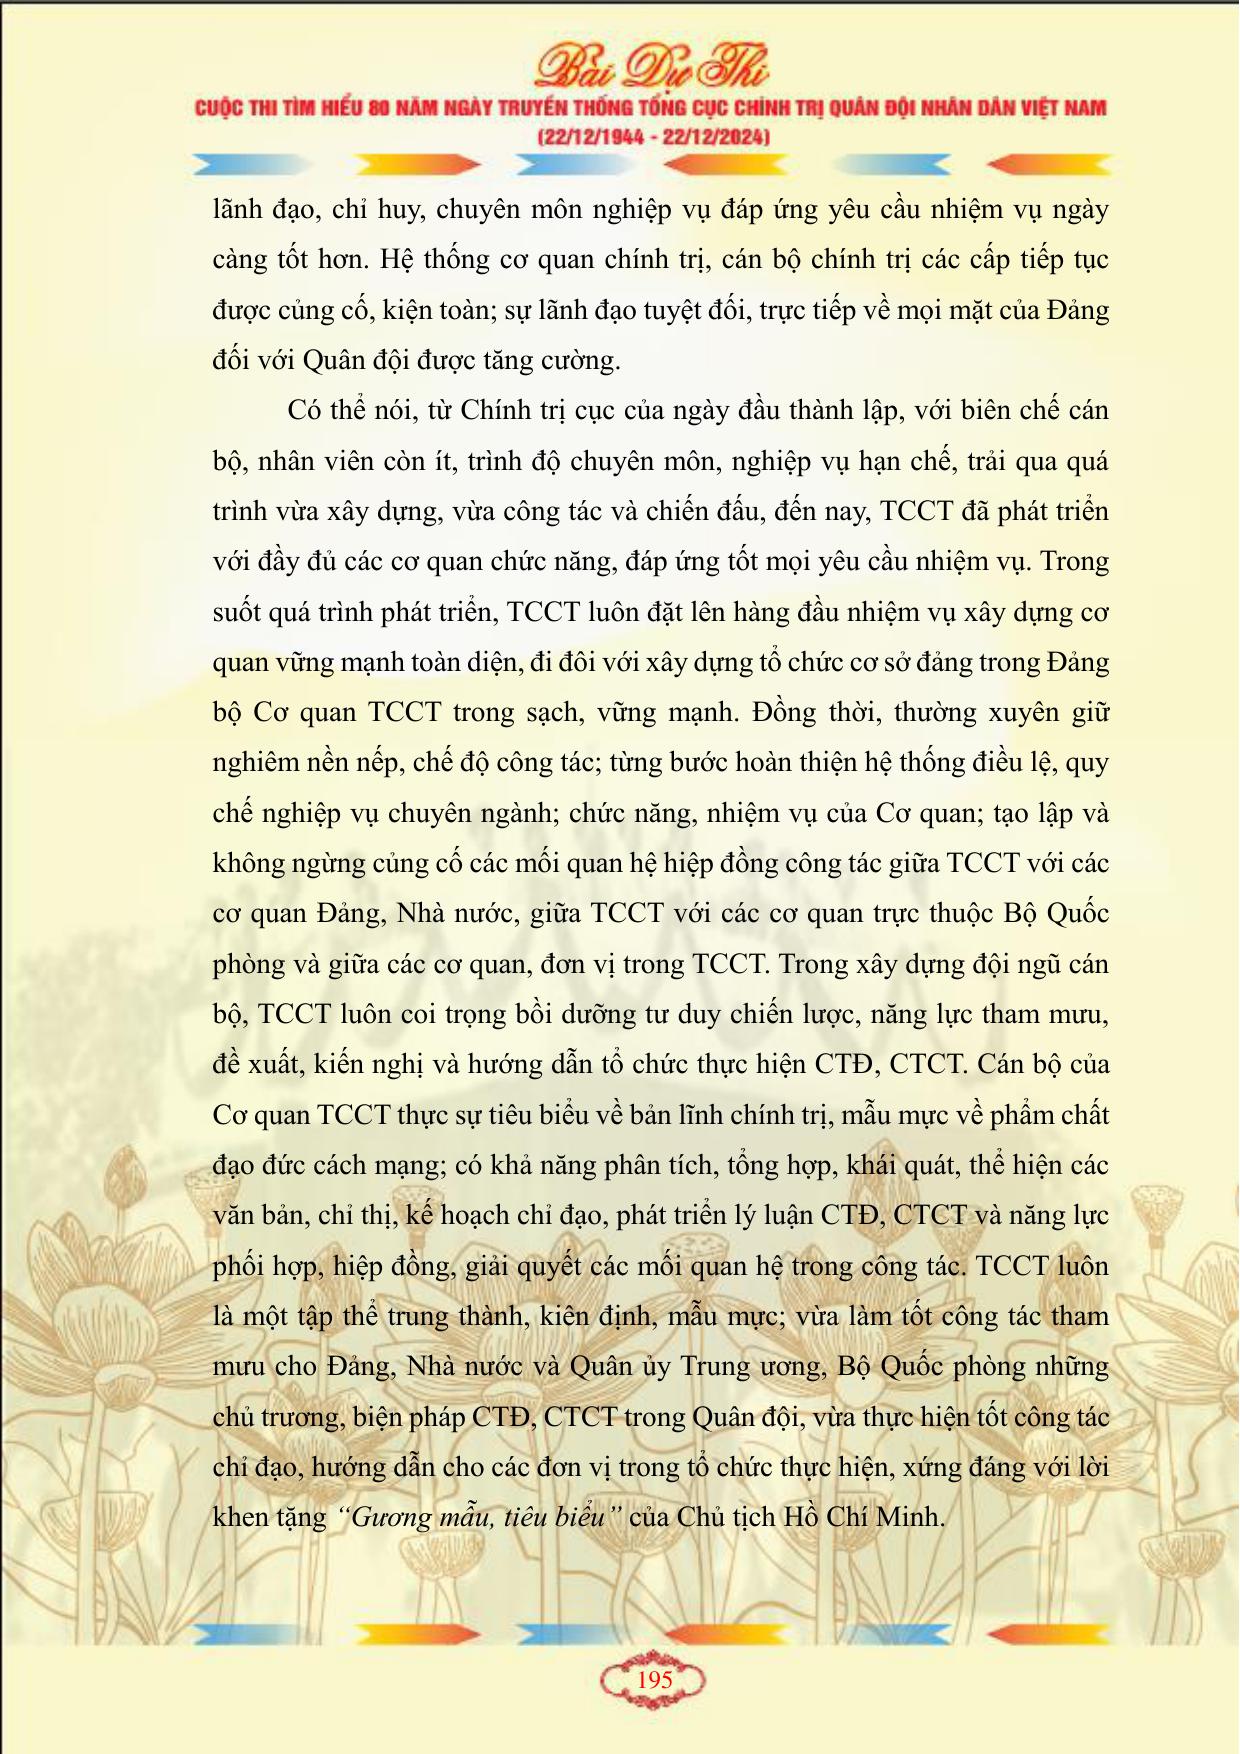 Bài Dự Thi
CUỘC THI TÌM HIỂU 80 NĂM NGÀY TRUYỀN THỐNG TỔNG CỤC CHÍNH TRỊ QUÂN ĐỘI NHÂN DÂN VIỆT NAM
(22/12/1944 - 22/12/2024)
lãnh đạo, chỉ huy, chuyên môn nghiệp vụ đáp ứng yêu cầu nhiệm vụ ngày
càng tốt hơn. Hệ thống cơ quan chính trị, cán bộ chính trị các cấp tiếp tục
được củng cố, kiện toàn; sự lãnh đạo tuyệt đối, trực tiếp về mọi mặt của Đảng
đối với Quân đội được tăng cường.
Có thể nói, từ Chính trị cục của ngày đầu thành lập, với biên chế cán
bộ, nhân viên còn ít, trình độ chuyên môn, nghiệp vụ hạn chế, trải qua quá
trình vừa xây dựng, vừa công tác và chiến đấu, đến nay, TCCT đã phát triển
với đầy đủ các cơ quan chức năng, đáp ứng tốt mọi yêu cầu nhiệm vụ. Trong
suốt quá trình phát triển, TCCT luôn đặt lên hàng đầu nhiệm vụ xây dựng cơ
quan vững mạnh toàn diện, đi đôi với xây dựng tổ chức cơ sở đảng trong Đảng
bộ Cơ quan TCCT trong sạch, vững mạnh. Đồng thời, thường xuyên giữ
nghiêm nền nếp, chế độ công tác; từng bước hoàn thiện hệ thống điều lệ, quy
chế nghiệp vụ chuyên ngành; chức năng, nhiệm vụ của Cơ quan; tạo lập và
không ngừng củng cố các mối quan hệ hiệp đồng công tác giữa TCCT với các
cơ quan Đảng, Nhà nước, giữa TCCT với các cơ quan trực thuộc Bộ Quốc
phòng và giữa các cơ quan, đơn vị trong TCCT. Trong xây dựng đội ngũ cán
bộ, TCCT luôn coi trọng bồi dưỡng tư duy chiến lược, năng lực tham mưu,
đề xuất, kiến nghị và hướng dẫn tổ chức thực hiện CTĐ, CTCT. Cán bộ của
Cơ quan TCCT thực sự tiêu biểu về bản lĩnh chính trị, mẫu mực về phẩm chất
đạo đức cách mạng; có khả năng phân tích, tổng hợp, khái quát, thể hiện các
văn bản, chỉ thị, kế hoạch chỉ đạo, phát triển lý luận CTĐ, CTCT và năng lực
phối hợp, hiệp đồng, giải quyết các mối quan hệ trong công tác. TCCT luôn
là một tập thể trung thành, kiên định, mẫu mực; vừa làm tốt công tác tham
mưu cho Đảng, Nhà nước và Quân ủy Trung ương, Bộ Quốc phòng những
chủ trương, biện pháp CTĐ, CTCT trong Quân đội, vừa thực hiện tốt công tác
chỉ đạo, hướng dẫn cho các đơn vị trong tổ chức thực hiện, xứng đáng với lời
khen tặng “Gương mẫu, tiêu biểu” của Chủ tịch Hồ Chí Minh.
195